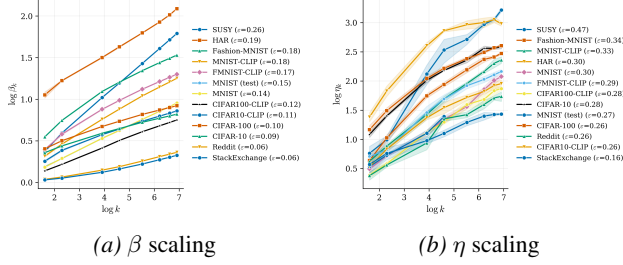 2.0
1.5
1.0
0.5
0.0
log βk
2
3
4
5
6
7
log k
SUSY (ε=0.26)
HAR (ε=0.19)
Fashion-MNIST (ε=0.18)
MNIST-CLIP (ε=0.18)
FMNIST-CLIP (ε=0.17)
MNIST (test) (ε=0.15)
MNIST (ε=0.14)
CIFAR100-CLIP (ε=0.12)
CIFAR10-CLIP (ε=0.11)
CIFAR-100 (ε=0.10)
CIFAR-10 (ε=0.09)
Reddit (ε=0.06)
StackExchange (ε=0.06)
(a) β scaling
3.0
2.5
2.0
1.5
1.0
0.5
log ηk
2
3
4
5
6
7
log k
SUSY (ε=0.47)
Fashion-MNIST (ε=0.34)
MNIST-CLIP (ε=0.33)
HAR (ε=0.30)
MNIST (ε=0.30)
FMNIST-CLIP (ε=0.29)
CIFAR100-CLIP (ε=0.28)
CIFAR-10 (ε=0.28)
MNIST (test) (ε=0.27)
CIFAR-100 (ε=0.26)
Reddit (ε=0.26)
CIFAR10-CLIP (ε=0.26)
StackExchange (ε=0.16)
(b) η scaling